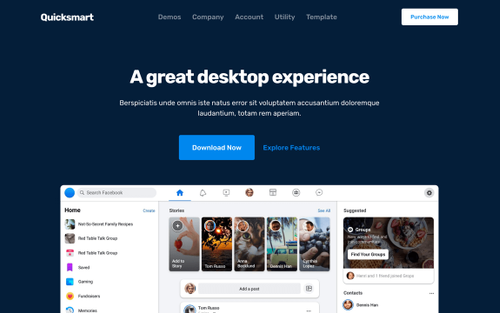 Quicksmart
Demos Company Account Utility Template
Purchase Now
A great desktop experience
Berspiciatis unde omnis iste natus error sit voluptatem accusantium doloremque
laudantium, totam rem aperiam.
Download Now Explore Features
Search Facebook
Home Create
Not-So-Secret Family Recipes
Red Table Talk Group
Red Table Talk Group
Saved
Gaming
Fundraisers
Memories
Stories See All
Add to
Story
Tom Russo
Anna
Becklund
Dennis Han
Cynthia
Lopez
Add a post
Tom Russo
Suggested
Groups
Find Your Groups
Contacts
Dennis Han